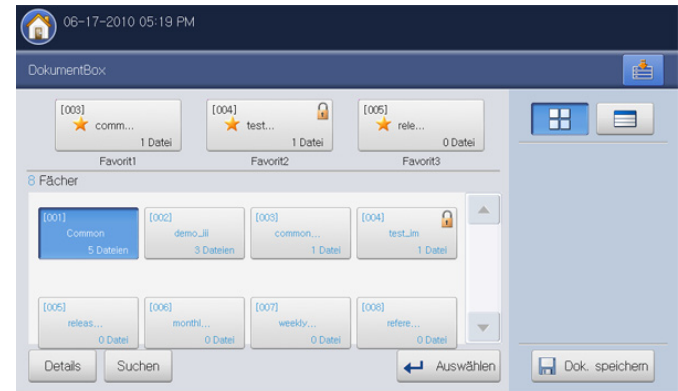 06-17-2010 05:19 PM
DokumentBox
[003]
comm...
1 Datei
[004]
test...
1 Datei
[005]
rele...
0 Datei
Favorit1
Favorit2
Favorit3
8 Fächer
[001]
Common
5 Dateien
[002]
demo_iii
3 Dateien
[003]
common...
1 Datei
[004]
test_im
1 Datei
[005]
releas...
0 Datei
[006]
monthl...
0 Datei
[007]
weekly...
0 Datei
[008]
refere...
0 Datei
Details
Suchen
Auswählen
Dok. speichern